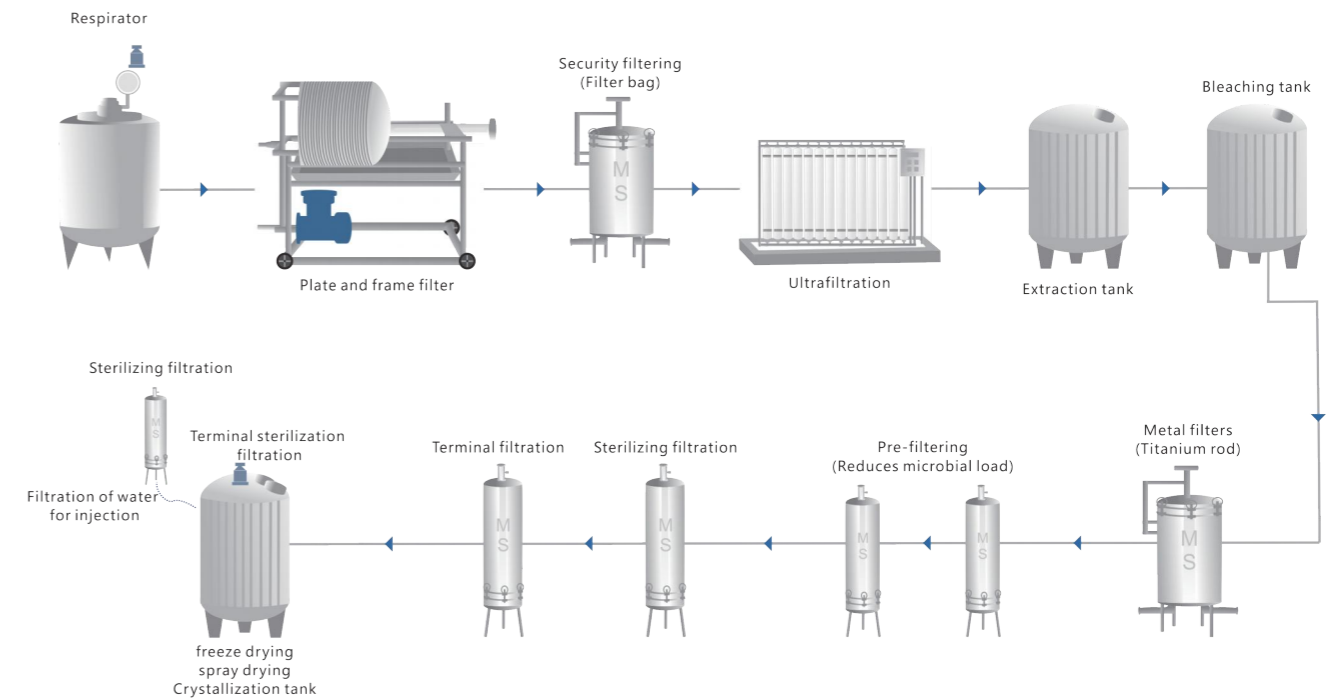 Respirator
Security filtering
(Filter bag)
Bleaching tank
M
S
Plate and frame filter
Ultrafiltration
Extraction tank
Sterilizing filtration
M
S
Terminal sterilization
filtration
Filtration of water
for injection
Terminal filtration
Sterilizing filtration
Pre-filtering
(Reduces microbial load)
Metal filters
(Titanium rod)
M
S
M
S
M
S
M
S
M
S
freeze drying
spray drying
Crystallization tank